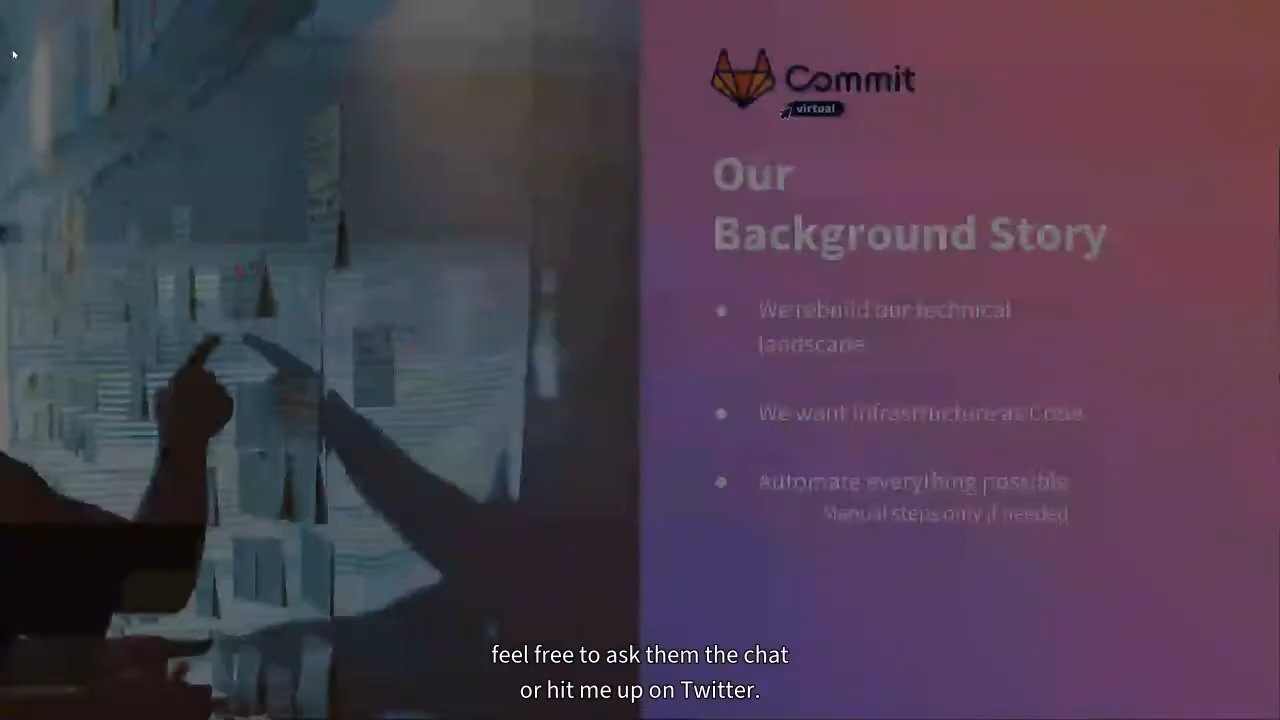 Commit
virtual
Our
Background Story
We rebuild our technical
landscape
We want Infrastructure as Code
Automate everything possible
Manual steps only if needed
feel free to ask them the chat
or hit me up on Twitter.